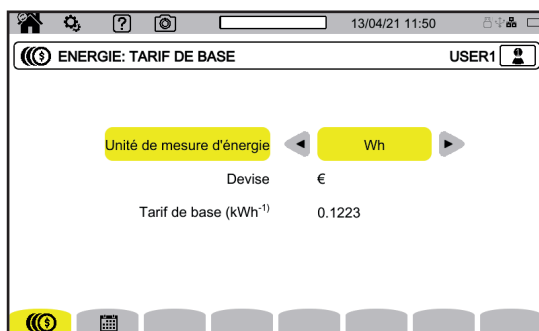 13/04/21 11:50
ENERGIE: TARIF DE BASE USER1
Unité de mesure d'énergie Wh
Devise €
Tarif de base (kWh⁻¹⁾ 0.1223